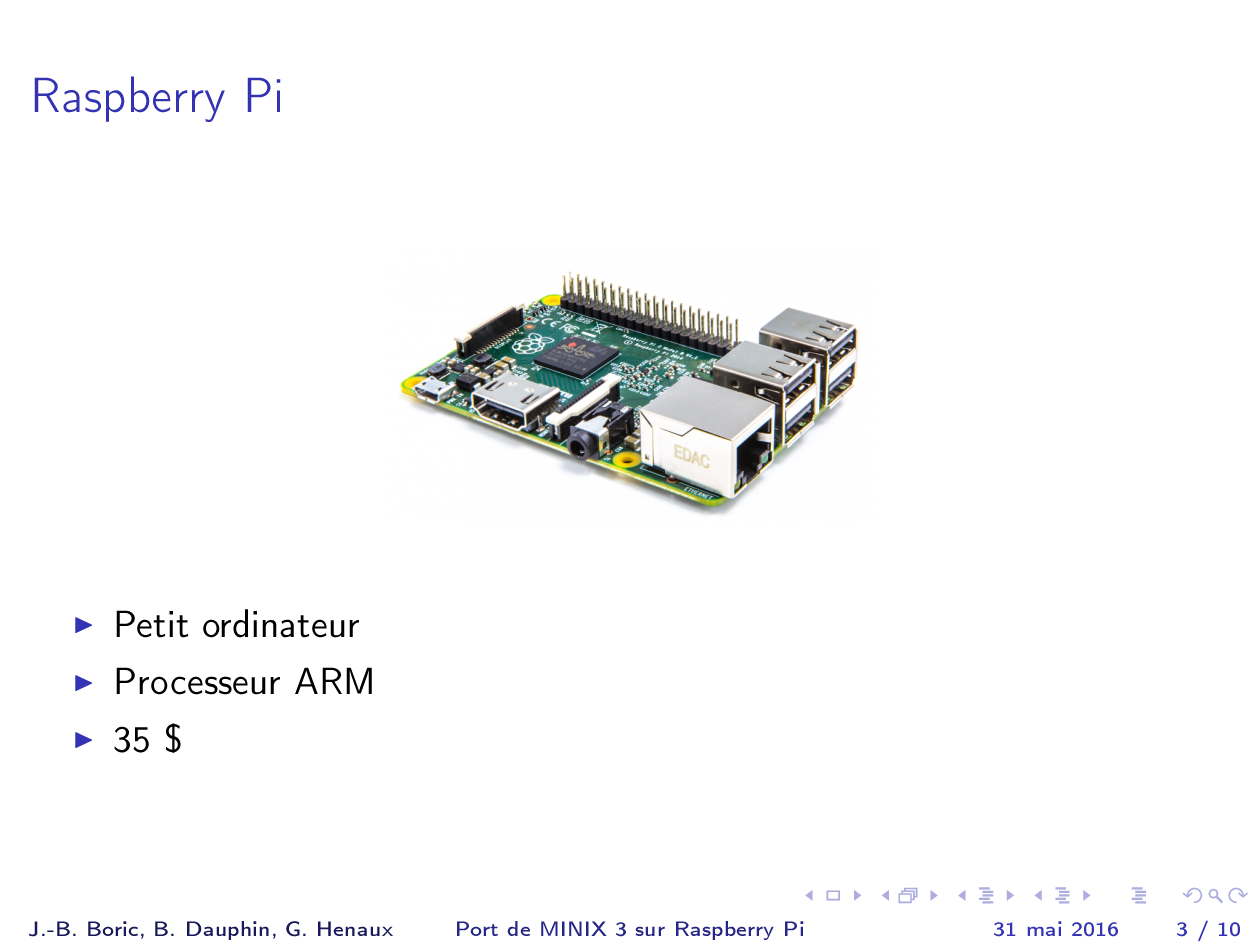 Raspberry Pi
EDAC
ETHERNET
Petit ordinateur
Processeur ARM
35 $
J.-B. Boric, B. Dauphin, G. Henaux Port de MINIX 3 sur Raspberry Pi 31 mai 2016 3 / 10